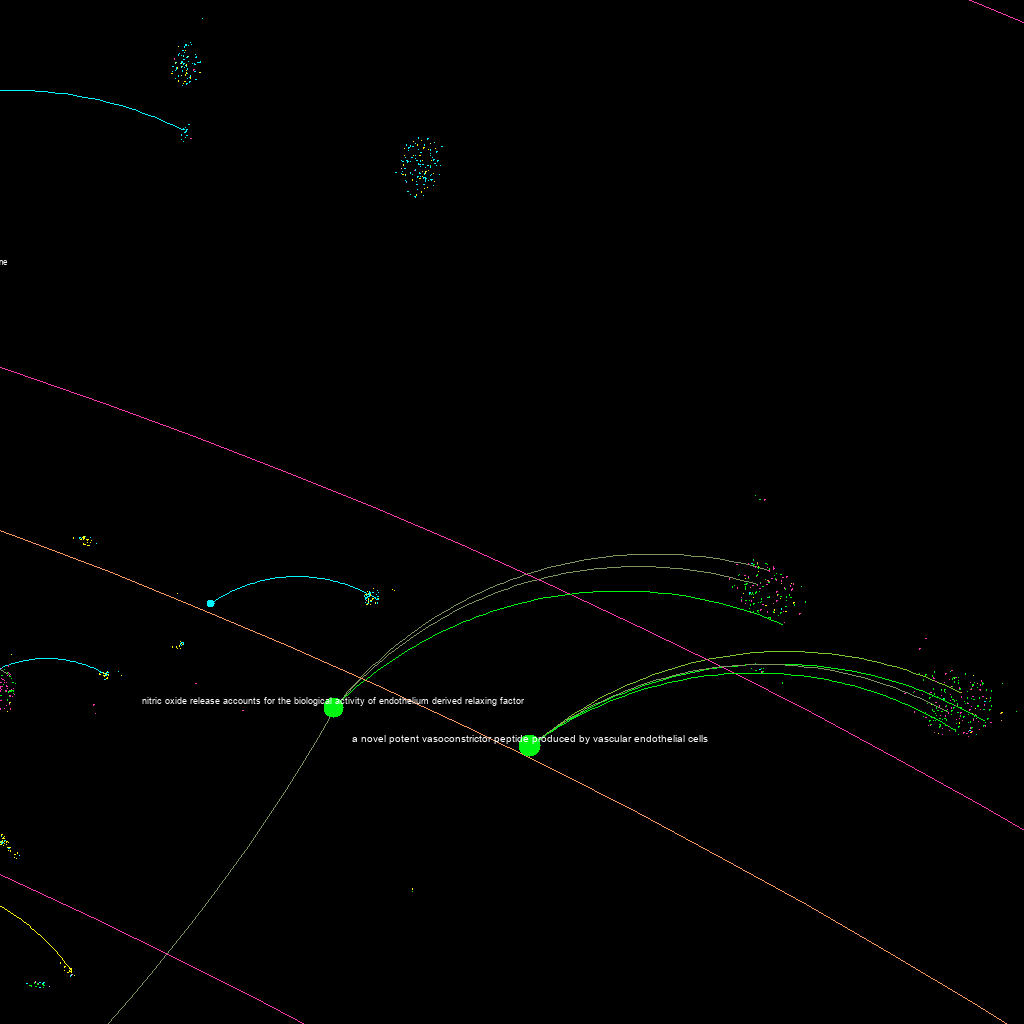 nitric oxide release accounts for the biological activity of endothelium derived relaxing factor
a novel potent vasoconstrictor peptide produced by vascular endothelial cells